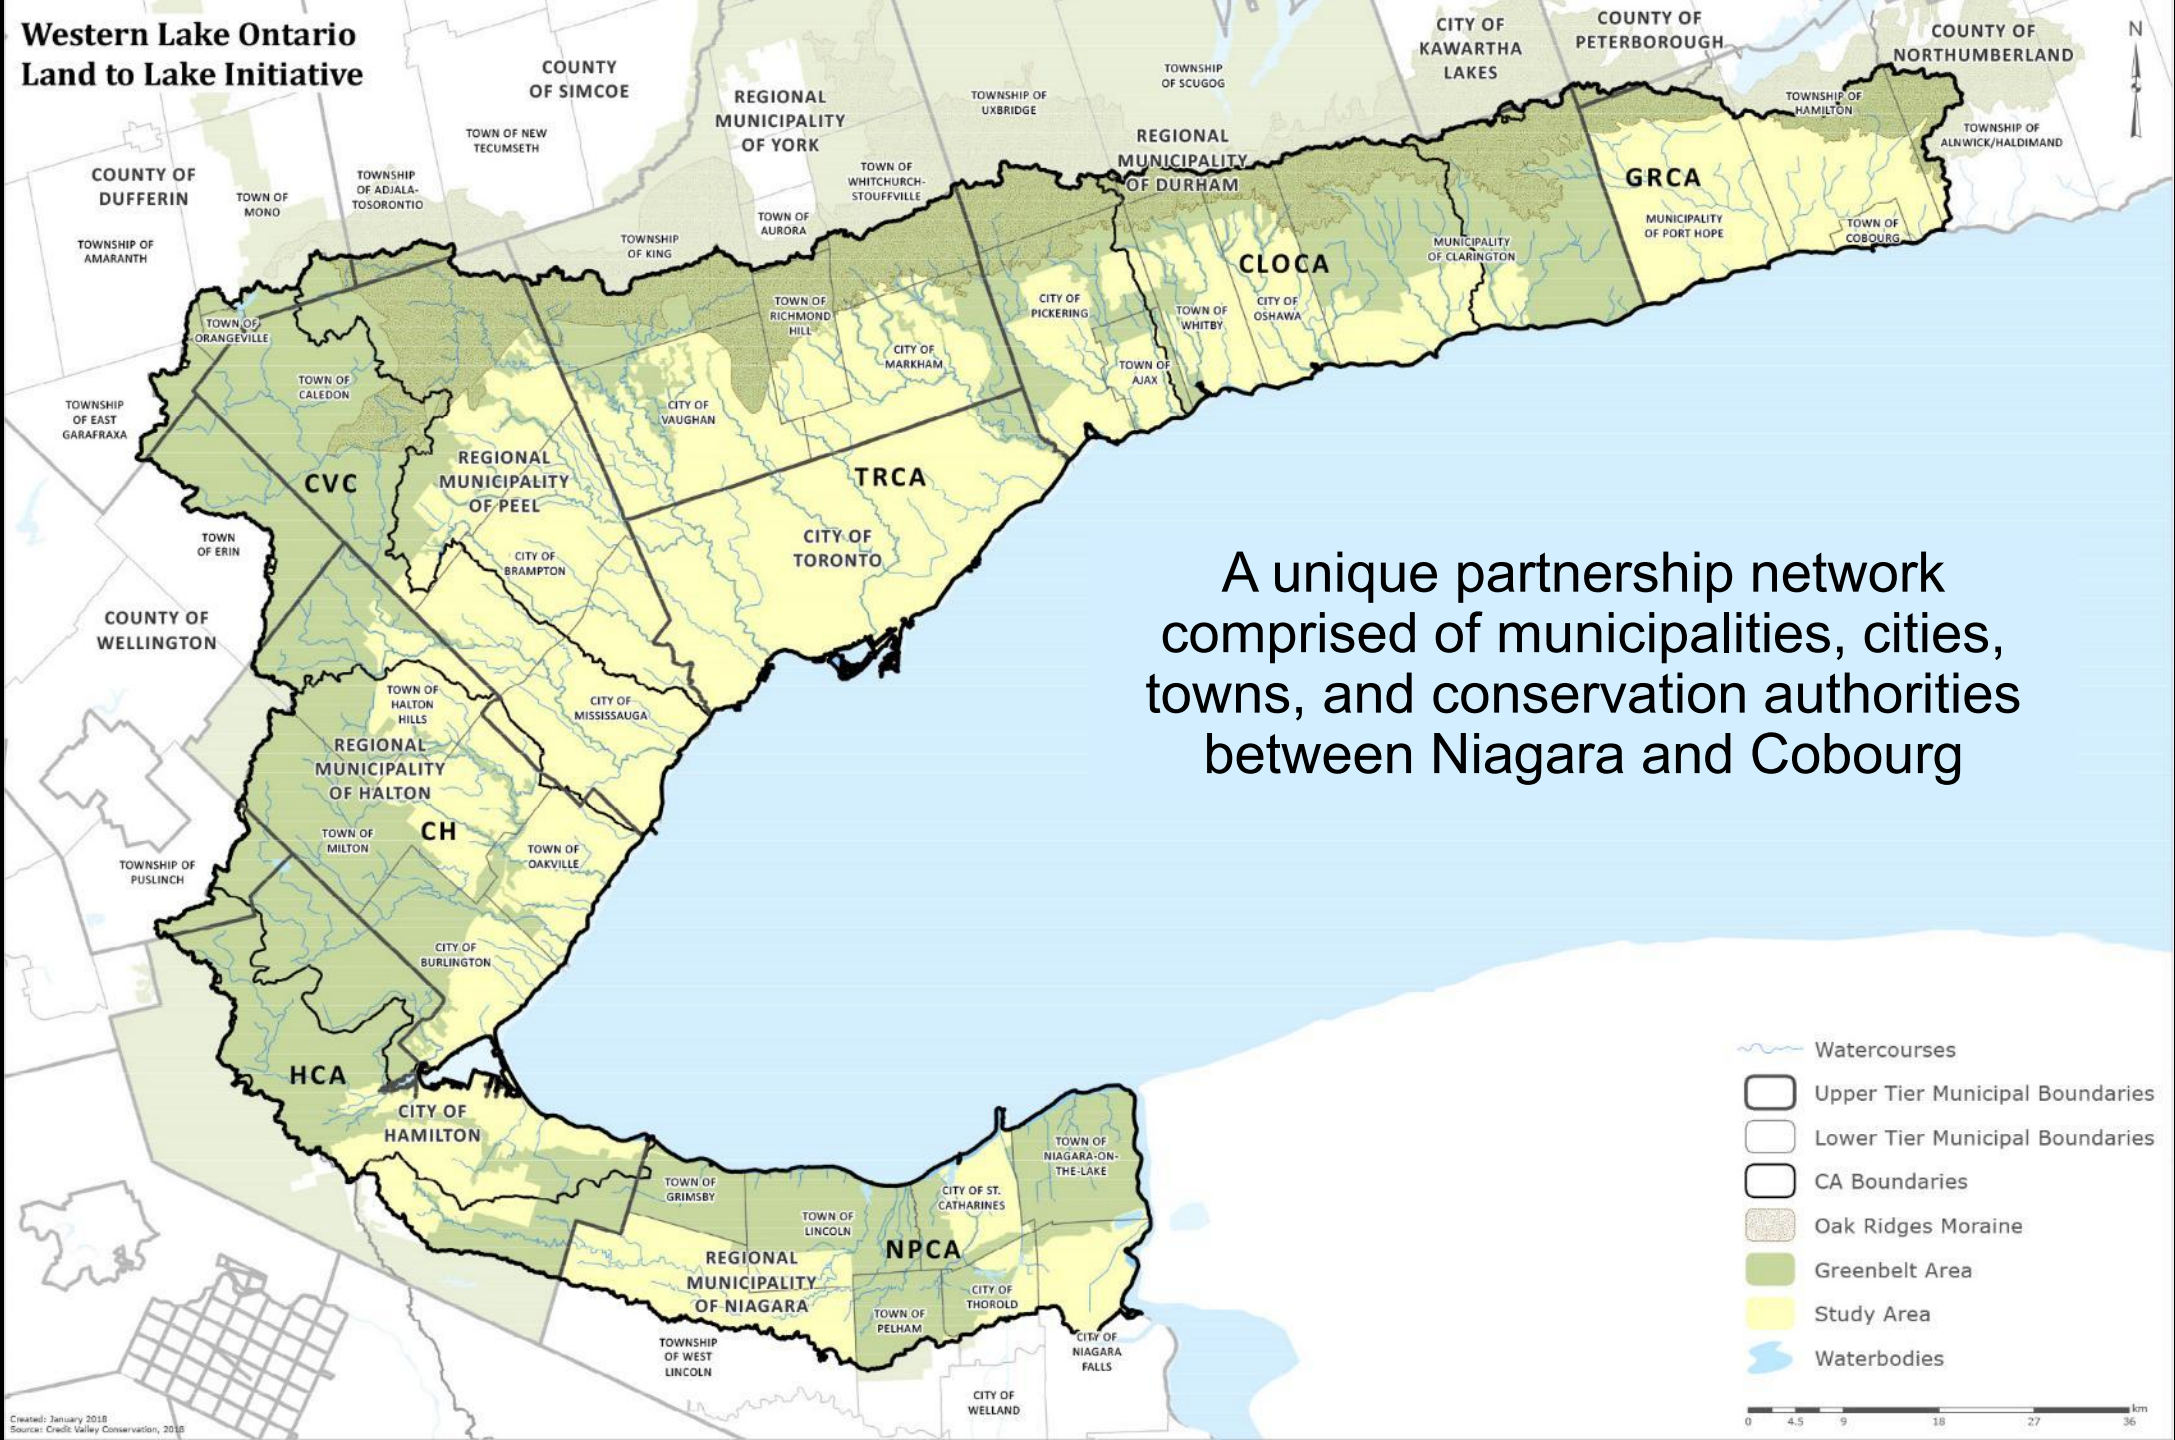 Western Lake Ontario
Land to Lake Initiative
N
COUNTY
OF SIMCOE
CITY OF
KAWARTHA
LAKES
COUNTY OF
PETERBOROUGH
COUNTY OF
NORTHUMBERLAND
REGIONAL
MUNICIPALITY
OF YORK
TOWNSHIP OF
UXBRIDGE
TOWNSHIP
OF SCUGOG
TOWN OF NEW
TECUMSETH
REGIONAL
MUNICIPALITY
OF DURHAM
TOWNSHIP OF
HAMILTON
TOWNSHIP OF
ALNWICK/HALDIMAND
COUNTY OF
DUFFERIN
TOWN OF
MONO
TOWNSHIP
OF ADJALA-
TOSORONTIO
TOWN OF
WHITCHURCH-
STOUFFVILLE
GRCA
TOWNSHIP OF
AMARANTH
TOWNSHIP
OF KING
TOWN OF
AURORA
MUNICIPALITY
OF PORT HOPE
TOWN OF
COBOURG
CLOCA
MUNICIPALITY
OF CLARINGTON
TOWN OF
ORANGEVILLE
TOWN OF
RICHMOND
HILL
CITY OF
PICKERING
TOWN OF
WHITBY
CITY OF
OSHAWA
TOWN OF
CALEDON
CITY OF
MARKHAM
TOWN OF
AJAX
TOWNSHIP
OF EAST
GARAFRAXA
CITY OF
VAUGHAN
CVC
REGIONAL
MUNICIPALITY
OF PEEL
TRCA
TOWN
OF ERIN
CITY OF
BRAMPTON
CITY OF
TORONTO
A unique partnership network
comprised of municipalities, cities,
towns, and conservation authorities
between Niagara and Cobourg
COUNTY OF
WELLINGTON
TOWN OF
HALTON
HILLS
CITY OF
MISSISSAUGA
REGIONAL
MUNICIPALITY
OF HALTON
CH
TOWN OF
MILTON
TOWN OF
OAKVILLE
TOWNSHIP OF
PUSLINCH
CITY OF
BURLINGTON
HCA
CITY OF
HAMILTON
TOWN OF
GRIMSBY
TOWN OF
LINCOLN
CITY OF ST.
CATHARINES
TOWN OF
NIAGARA-ON-
THE-LAKE
NPCA
REGIONAL
MUNICIPALITY
OF NIAGARA
TOWN OF
PELHAM
CITY OF
THOROLD
TOWNSHIP
OF WEST
LINCOLN
CITY OF
NIAGARA
FALLS
CITY OF
WELLAND
Watercourses
Upper Tier Municipal Boundaries
Lower Tier Municipal Boundaries
CA Boundaries
Oak Ridges Moraine
Greenbelt Area
Study Area
Waterbodies
km
0 4.5 9 18 27 36
Created: January 2018
Source: Credit Valley Conservation, 2018